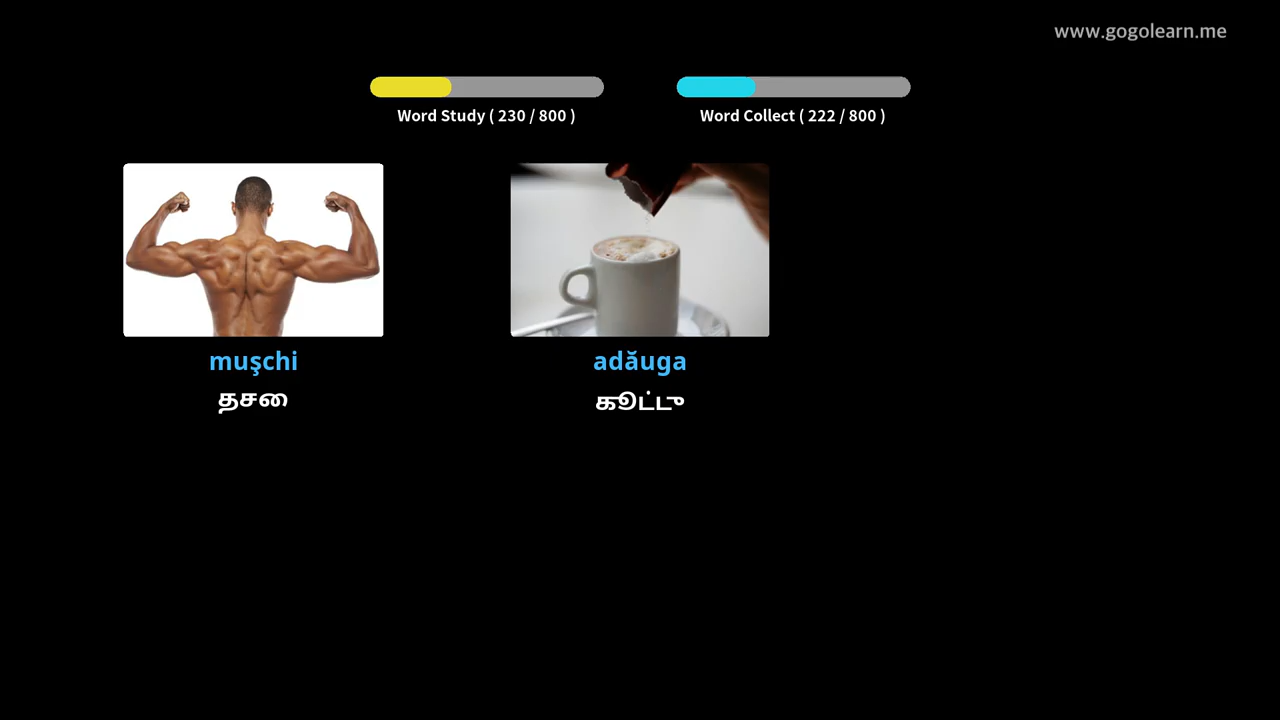 www.gogolearn.me
Word Study ( 230 / 800 )
Word Collect ( 222 / 800 )
muşchi
adăuga
தசை
கூட்டு